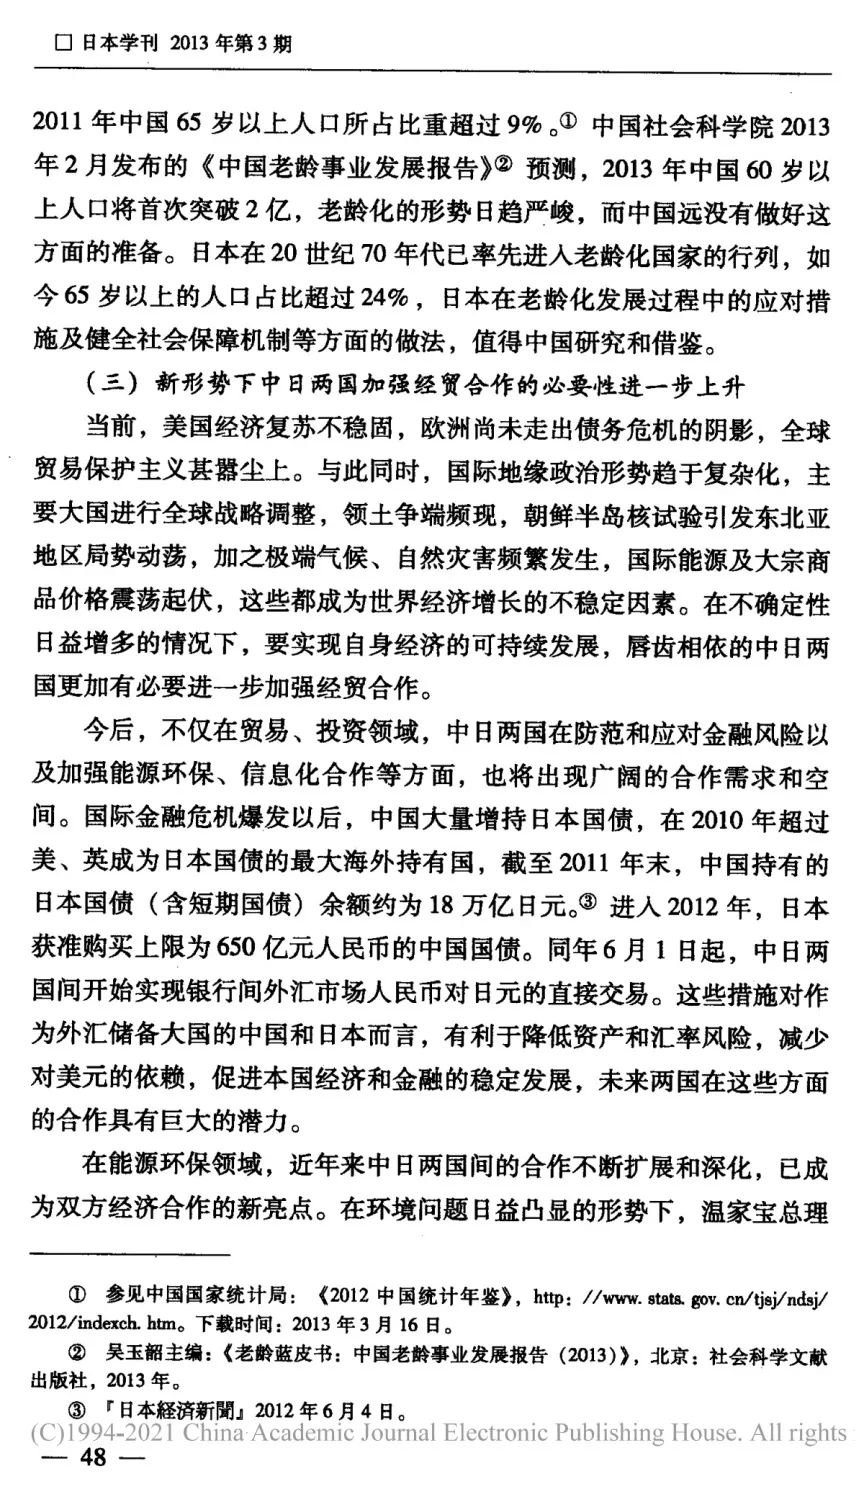 □ 日本学刊 2013 年第 3 期
2011 年中国 65 岁以上人口所占比重超过 9%。① 中国社会科学院 2013
年 2 月发布的《中国老龄事业发展报告》② 预测，2013 年中国 60 岁以
上人口将首次突破 2 亿，老龄化的形势日趋严峻，而中国远没有做好这
方面的准备。日本在 20 世纪 70 年代已率先进入老龄化国家的行列，如
今 65 岁以上的人口占比超过 24%，日本在老龄化发展过程中的应对措
施及健全社会保障机制等方面的做法，值得中国研究和借鉴。
（三）新形势下中日两国加强经贸合作的必要性进一步上升
当前，美国经济复苏不稳固，欧洲尚未走出债务危机的阴影，全球
贸易保护主义甚嚣尘上。与此同时，国际地缘政治形势趋于复杂化，主
要大国进行全球战略调整，领土争端频现，朝鲜半岛核试验引发东北亚
地区局势动荡，加之极端气候、自然灾害频繁发生，国际能源及大宗商
品价格震荡起伏，这些都成为世界经济增长的不稳定因素。在不确定性
日益增多的情况下，要实现自身经济的可持续发展，唇齿相依的中日两
国更加有必要进一步加强经贸合作。
今后，不仅在贸易、投资领域，中日两国在防范和应对金融风险以
及加强能源环保、信息化合作等方面，也将出现广阔的合作需求和空
间。国际金融危机爆发以后，中国大量增持日本国债，在 2010 年超过
美、英成为日本国债的最大海外持有国，截至 2011 年末，中国持有的
日本国债（含短期国债）余额约为 18 万亿日元。③ 进入 2012 年，日本
获准购买上限为 650 亿元人民币的中国国债。同年 6 月 1 日起，中日两
国间开始实现银行间外汇市场人民币对日元的直接交易。这些措施对作
为外汇储备大国的中国和日本而言，有利于降低资产和汇率风险，减少
对美元的依赖，促进本国经济和金融的稳定发展，未来两国在这些方面
的合作具有巨大的潜力。
在能源环保领域，近年来中日两国间的合作不断扩展和深化，已成
为双方经济合作的新亮点。在环境问题日益凸显的形势下，温家宝总理
① 参见中国国家统计局：《2012 中国统计年鉴》，http：//www. stats. gov. cn/tjsj/ndsj/
2012/indexch. htm。下载时间：2013 年 3 月 16 日。
② 吴玉韶主编：《老龄蓝皮书：中国老龄事业发展报告（2013）》，北京：社会科学文献
出版社，2013 年。
③ 『日本経済新聞』2012 年 6 月 4 日。
(C)1994-2021 China Academic Journal Electronic Publishing House. All rights
— 48 —